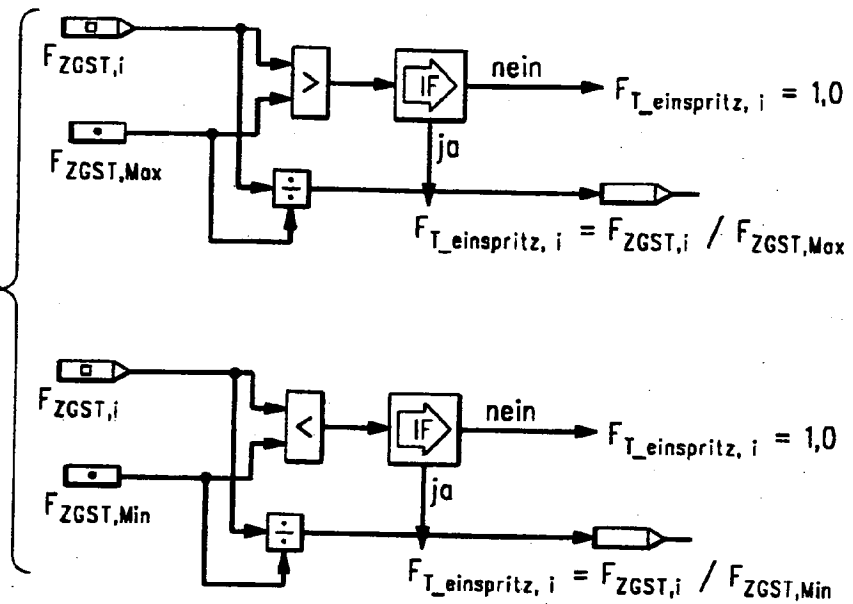 F_ZGST,i
>
IF
nein
F_T_einspritz, i = 1,0
F_ZGST,Max
ja
÷
F_T_einspritz, i = F_ZGST,i / F_ZGST,Max
F_ZGST,i
<
IF
nein
F_T_einspritz, i = 1,0
F_ZGST,Min
ja
÷
F_T_einspritz, i = F_ZGST,i / F_ZGST,Min